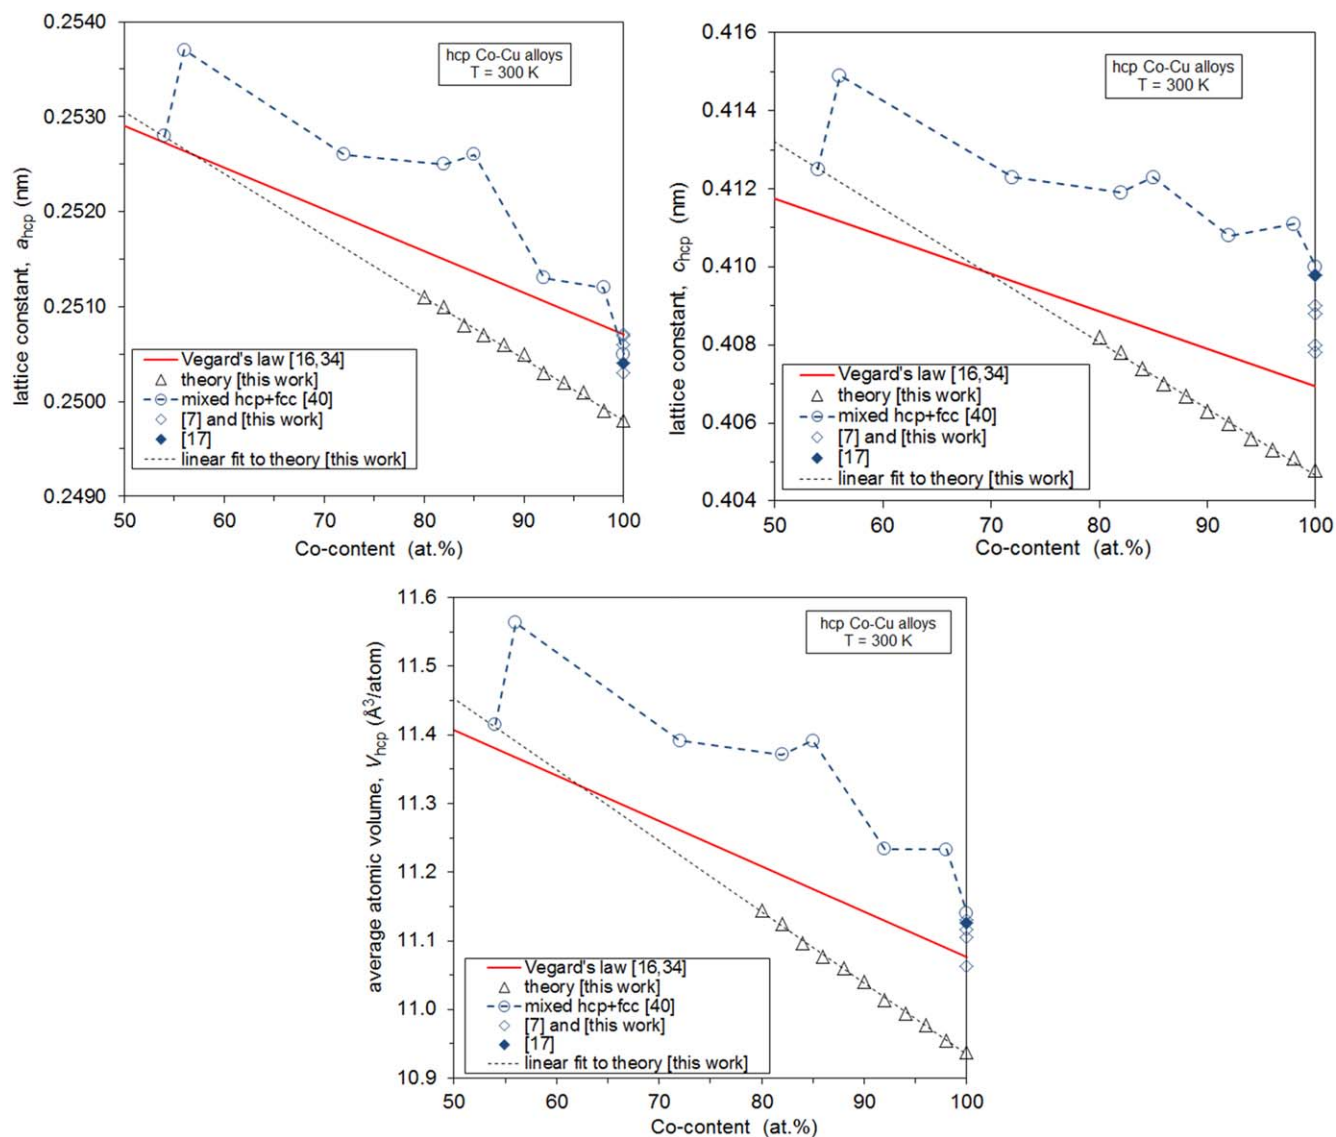 lattice constant, a_hcp (nm)
0.2540
0.2530
0.2520
0.2510
0.2500
0.2490
hcp Co-Cu alloys
T = 300 K
Vegard's law [16,34]
theory [this work]
mixed hcp+fcc [40]
[7] and [this work]
[17]
linear fit to theory [this work]
50 60 70 80 90 100
Co-content (at.%)
lattice constant, c_hcp (nm)
0.416
0.414
0.412
0.410
0.408
0.406
0.404
hcp Co-Cu alloys
T = 300 K
Vegard's law [16,34]
theory [this work]
mixed hcp+fcc [40]
[7] and [this work]
[17]
linear fit to theory [this work]
50 60 70 80 90 100
Co-content (at.%)
average atomic volume, V_hcp (Å³/atom)
11.6
11.5
11.4
11.3
11.2
11.1
11.0
10.9
hcp Co-Cu alloys
T = 300 K
Vegard's law [16,34]
theory [this work]
mixed hcp+fcc [40]
[7] and [this work]
[17]
linear fit to theory [this work]
50 60 70 80 90 100
Co-content (at.%)